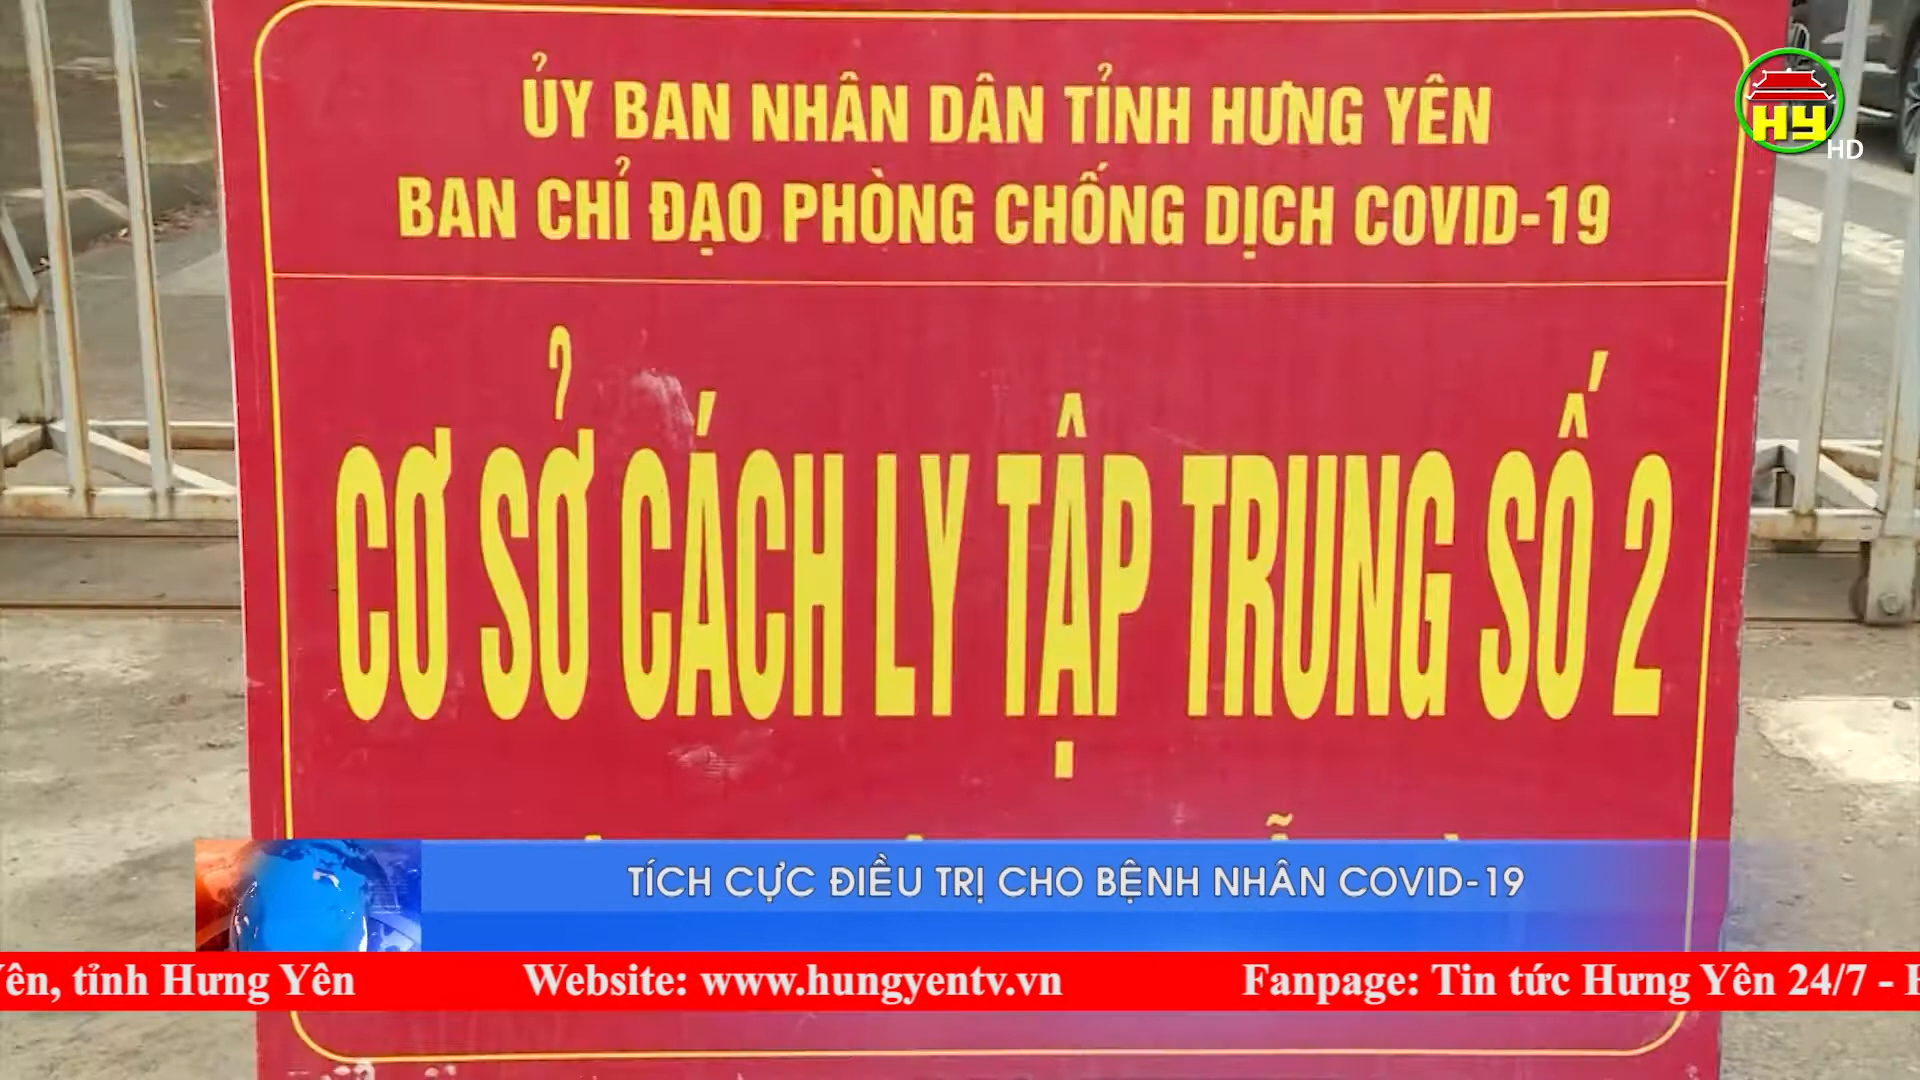 ỦY BAN NHÂN DÂN TỈNH HƯNG YÊN
BAN CHỈ ĐẠO PHÒNG CHỐNG DỊCH COVID-19
HY
HD
CƠ SỞ CÁCH LY TẬP TRUNG SỐ 2
TÍCH CỰC ĐIỀU TRỊ CHO BỆNH NHÂN COVID-19
Yên, tỉnh Hưng Yên Website: www.hungyentv.vn Fanpage: Tin tức Hưng Yên 24/7 -